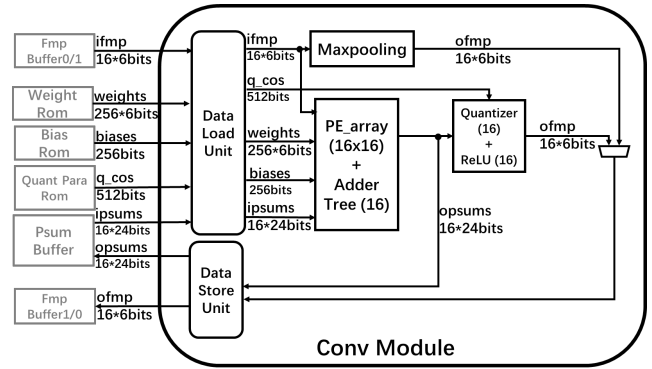 Fmp
Buffer0/1
ifmp
16*6bits
Weight
Rom
weights
256*6bits
Bias
Rom
biases
256bits
Quant Para
Rom
q_cos
512bits
Psum
Buffer
ipsums
16*24bits
opsums
16*24bits
Fmp
Buffer1/0
ofmp
16*6bits
Data
Load
Unit
ifmp
16*6bits
q_cos
512bits
weights
256*6bits
biases
256bits
ipsums
16*24bits
Maxpooling
ofmp
16*6bits
PE_array
(16x16)
+
Adder
Tree (16)
Quantizer
(16)
+
ReLU (16)
ofmp
16*6bits
opsums
16*24bits
Data
Store
Unit
Conv Module